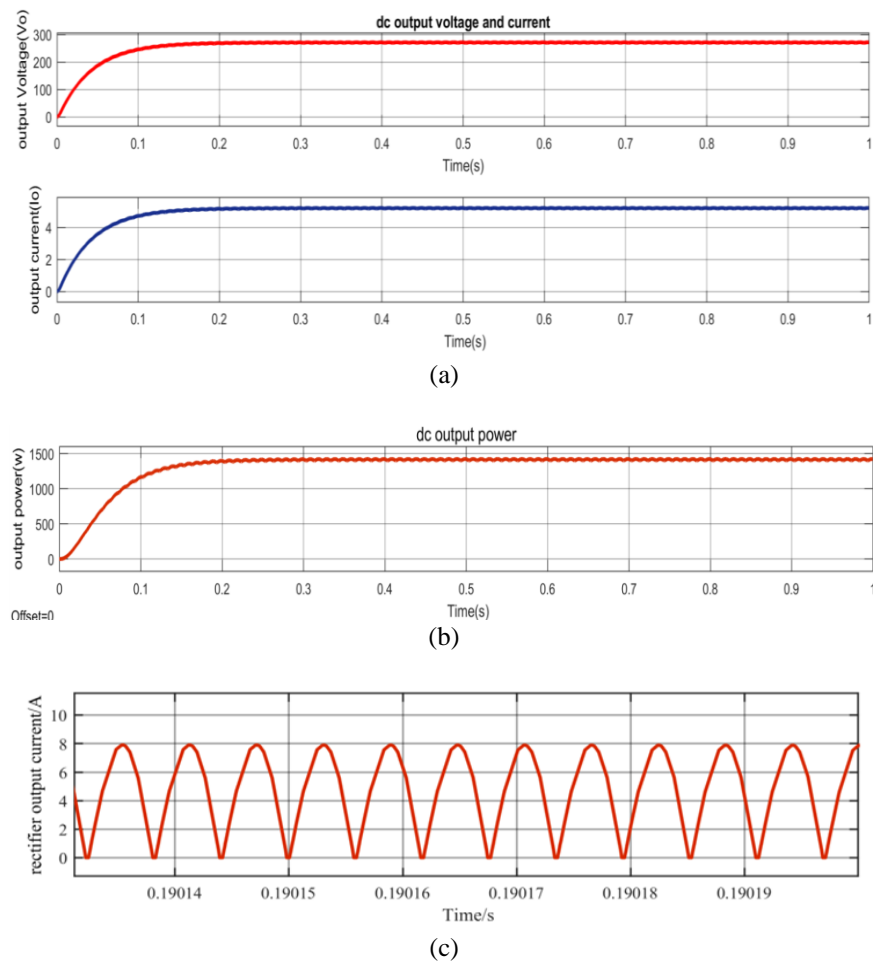 dc output voltage and current
output Voltage(Vo)
300
200
100
0
0 0.1 0.2 0.3 0.4 0.5 0.6 0.7 0.8 0.9 1
Time(s)
output current(Io)
4
2
0
0 0.1 0.2 0.3 0.4 0.5 0.6 0.7 0.8 0.9 1
Time(s)
(a)
dc output power
output power(w)
1500
1000
500
0
0 0.1 0.2 0.3 0.4 0.5 0.6 0.7 0.8 0.9 1
Time(s)
Offset=0
(b)
rectifier output current/A
10
8
6
4
2
0
0.19014 0.19015 0.19016 0.19017 0.19018 0.19019
Time/s
(c)